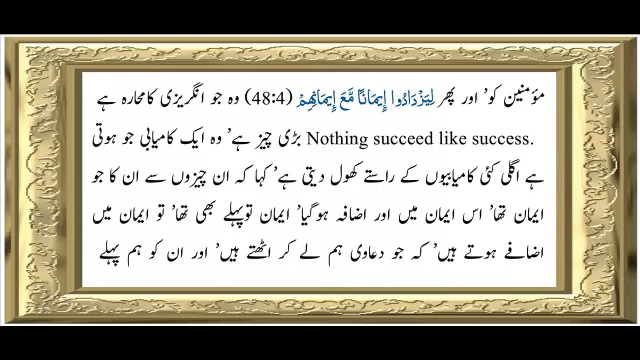 مؤمنین کو’ اور پھر لِيَزْدَادُوا إِيمَانًا مَّعَ إِيمَانِهِمْ (48:4) وہ جو انگریزی کا محارہ ہے
Nothing succeed like success. بڑی چیز ہے’ وہ ایک کامیابی جو ہوتی
ہے اگلی کئی کامیابیوں کے راستے کھول دیتی ہے’ کہا کہ ان چیزوں سے ان کا جو
ایمان تھا’ اس ایمان میں اور اضافہ ہوگیا’ ایمان تو پہلے بھی تھا’ تو ایمان میں
اضافے ہوتے ہیں’ کہ جو دعاوی ہم لے کر اٹھتے ہیں’ اور ان کو ہم پہلے